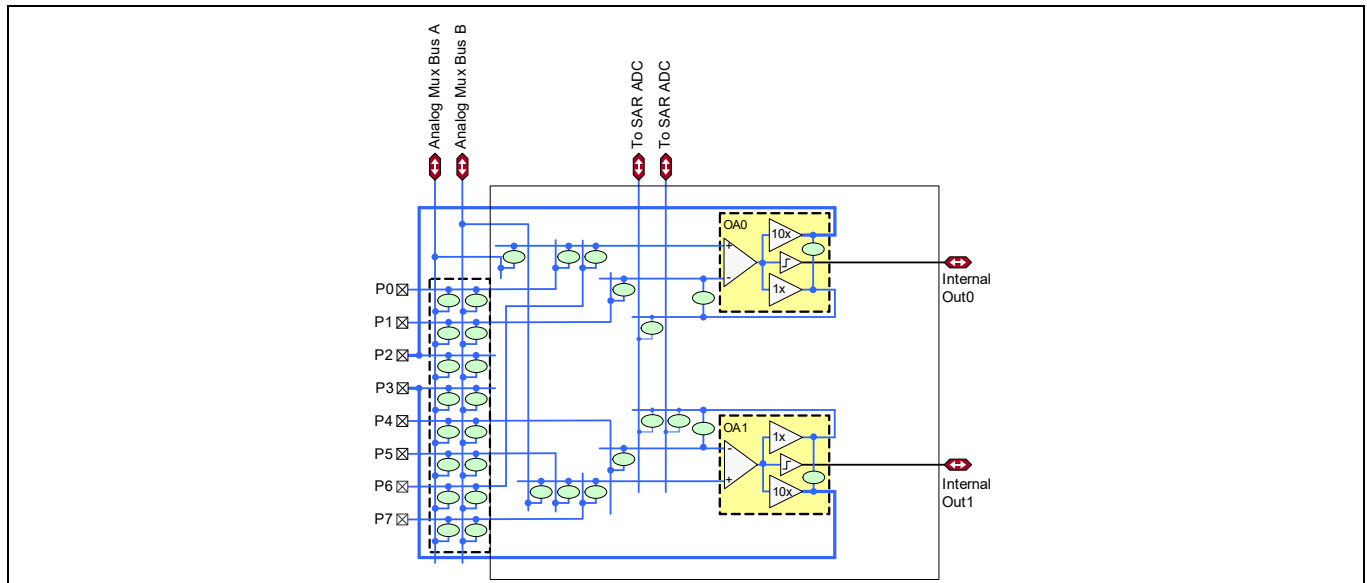 Analog Mux Bus A
Analog Mux Bus B
To SAR ADC
To SAR ADC
OA0
10x
+
-
1x
Internal
Out0
P0
P1
P2
P3
P4
P5
P6
P7
OA1
1x
-
+
10x
Internal
Out1